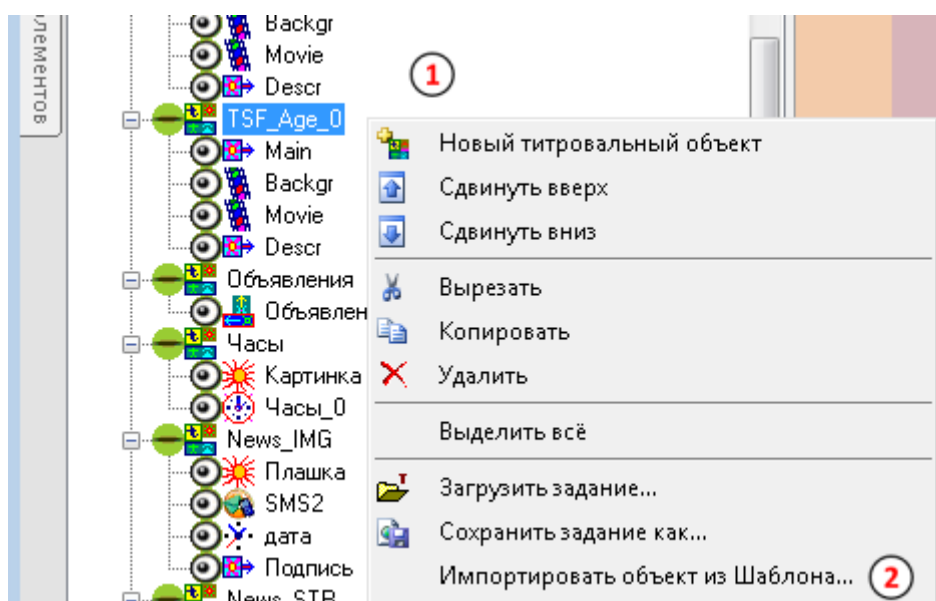 лементов
Backgr
Movie
Descr
1
TSF_Age_0
Main
Backgr
Movie
Descr
Объявления
Объявлен
Часы
Картинка
Часы_0
News_IMG
Плашка
SMS2
дата
Подпись
News_STR
Новый титровальный объект
Сдвинуть вверх
Сдвинуть вниз
Вырезать
Копировать
Удалить
Выделить всё
Загрузить задание...
Сохранить задание как...
Импортировать объект из Шаблона...
2